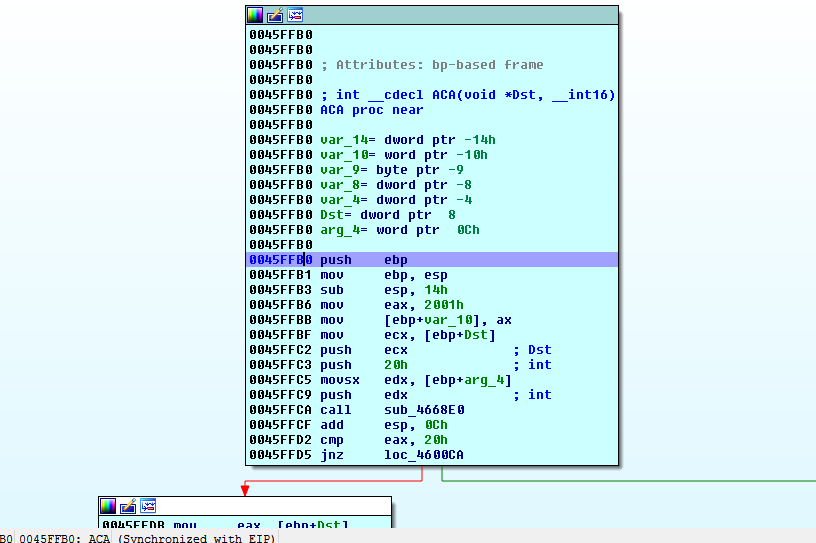 0045FFB0
0045FFB0
0045FFB0 ; Attributes: bp-based frame
0045FFB0
0045FFB0 ; int __cdecl ACA(void *Dst, __int16)
0045FFB0 ACA proc near
0045FFB0
0045FFB0 var_14= dword ptr -14h
0045FFB0 var_10= word ptr -10h
0045FFB0 var_9= byte ptr -9
0045FFB0 var_8= dword ptr -8
0045FFB0 var_4= dword ptr -4
0045FFB0 Dst= dword ptr  8
0045FFB0 arg_4= word ptr  0Ch
0045FFB0
0045FFB0 push    ebp
0045FFB1 mov     ebp, esp
0045FFB3 sub     esp, 14h
0045FFB6 mov     eax, 2001h
0045FFBB mov     [ebp+var_10], ax
0045FFBF mov     ecx, [ebp+Dst]
0045FFC2 push    ecx             ; Dst
0045FFC3 push    20h             ; int
0045FFC5 movsx   edx, [ebp+arg_4]
0045FFC9 push    edx             ; int
0045FFCA call    sub_4668E0
0045FFCF add     esp, 0Ch
0045FFD2 cmp     eax, 20h
0045FFD5 jnz     loc_4600CA
0045FFDB mov     eax, [ebp+Dst]
B0 0045FFB0: ACA (Synchronized with EIP)